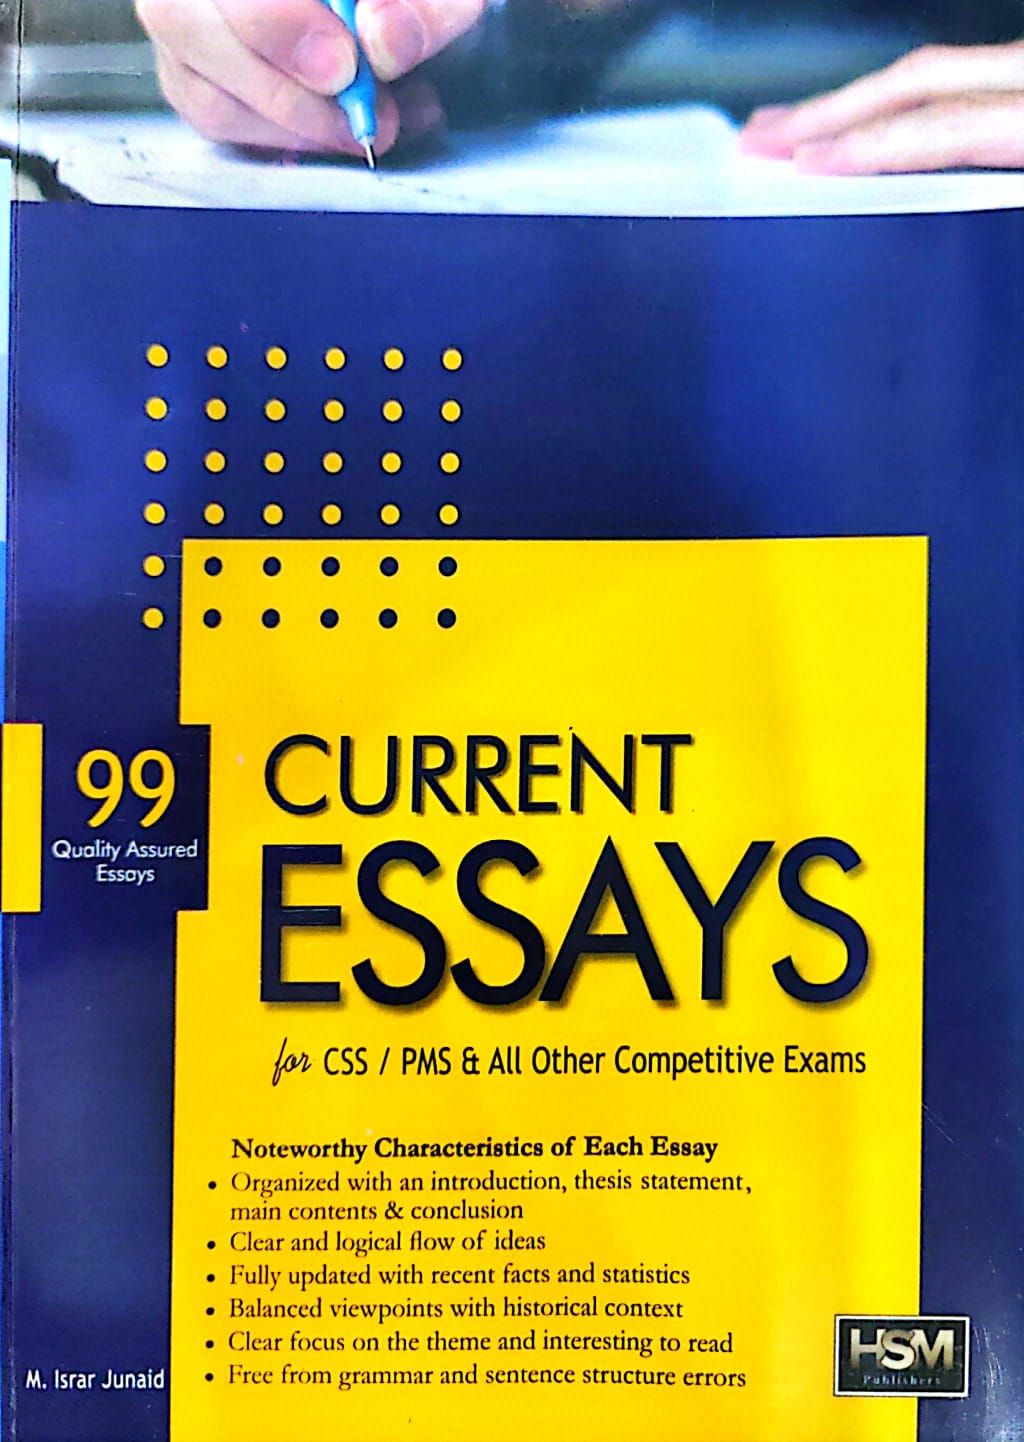 99
Quality Assured
Essays
CURRENT
ESSAYS
for CSS / PMS & All Other Competitive Exams
Noteworthy Characteristics of Each Essay
• Organized with an introduction, thesis statement,
main contents & conclusion
• Clear and logical flow of ideas
• Fully updated with recent facts and statistics
• Balanced viewpoints with historical context
• Clear focus on the theme and interesting to read
• Free from grammar and sentence structure errors
M. Israr Junaid
HSM
Publishers